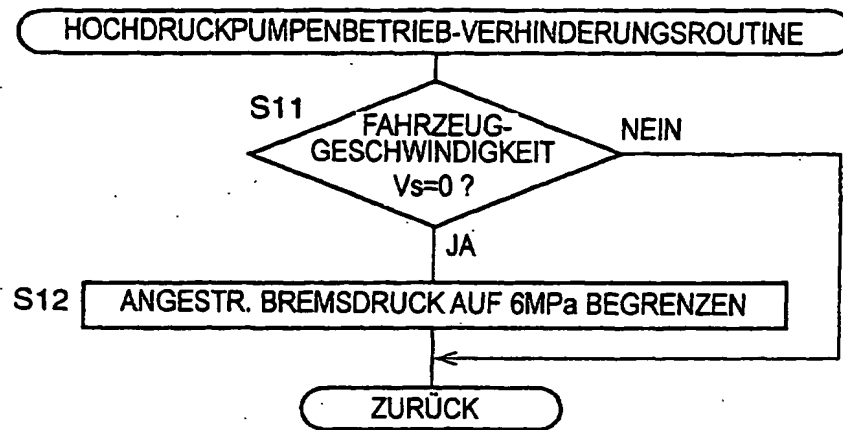 HOCHDRUCKPUMPENBETRIEB-VERHINDERUNGSROUTINE
S11
FAHRZEUG-
GESCHWINDIGKEIT
Vs=0 ?
NEIN
JA
S12
ANGESTR. BREMSDRUCK AUF 6MPa BEGRENZEN
ZURÜCK